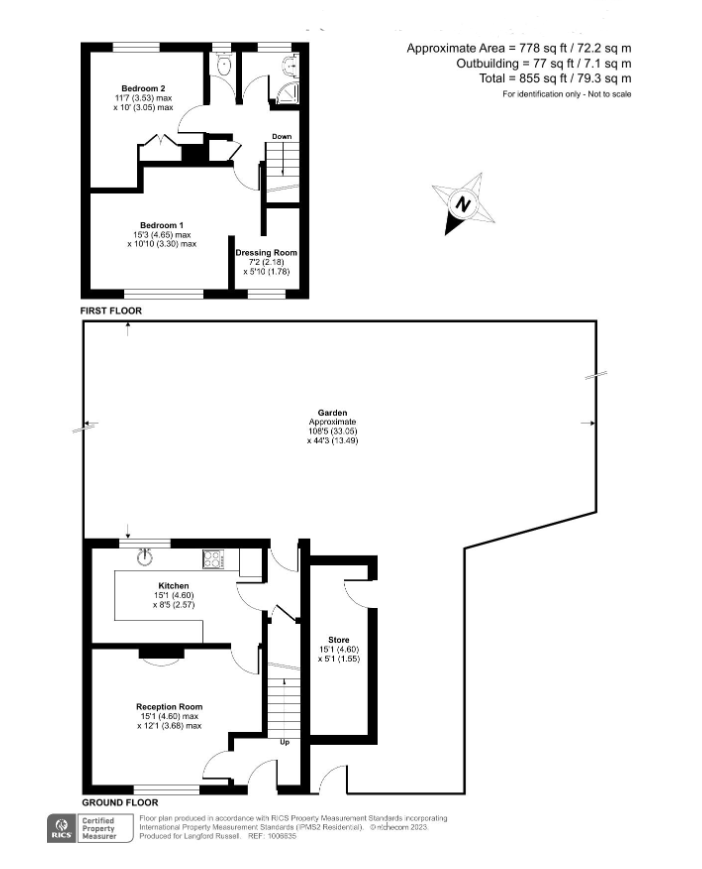 Approximate Area = 778 sq ft / 72.2 sq m
Outbuilding = 77 sq ft / 7.1 sq m
Total = 855 sq ft / 79.3 sq m
For identification only - Not to scale
Bedroom 2
11'7 (3.53) max
x 10' (3.05) max
Down
Bedroom 1
15'3 (4.65) max
x 10'10 (3.30) max
Dressing Room
7'2 (2.18)
x 5'10 (1.78)
N
FIRST FLOOR
Garden
Approximate
108'5 (33.05)
x 44'3 (13.49)
Kitchen
15'1 (4.60)
x 8'5 (2.57)
Store
15'1 (4.60)
x 5'1 (1.55)
Reception Room
15'1 (4.60) max
x 12'1 (3.68) max
Up
GROUND FLOOR
RICS
Certified
Property
Measurer
Floor plan produced in accordance with RICS Property Measurement Standards incorporating
International Property Measurement Standards (IPMS2 Residential). © nichecom 2023.
Produced for Langford Russell. REF: 1006835